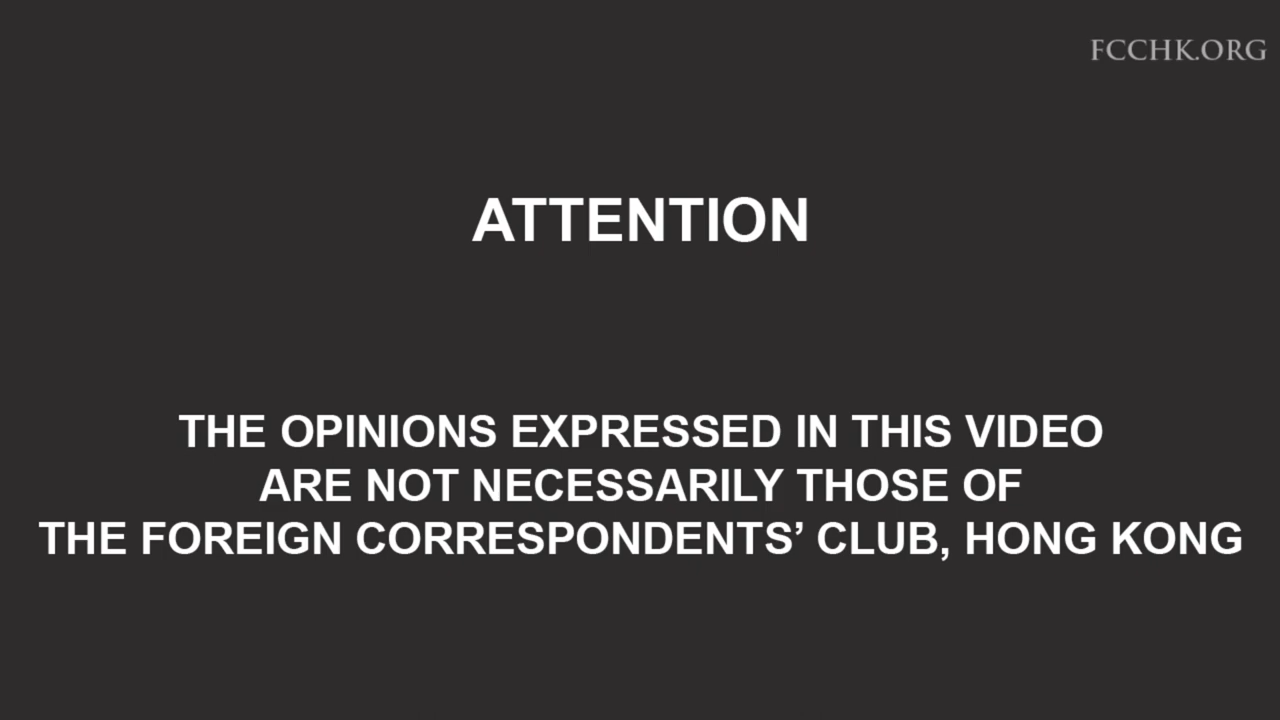 FCCHK.ORG
ATTENTION
THE OPINIONS EXPRESSED IN THIS VIDEO
ARE NOT NECESSARILY THOSE OF
THE FOREIGN CORRESPONDENTS’ CLUB, HONG KONG